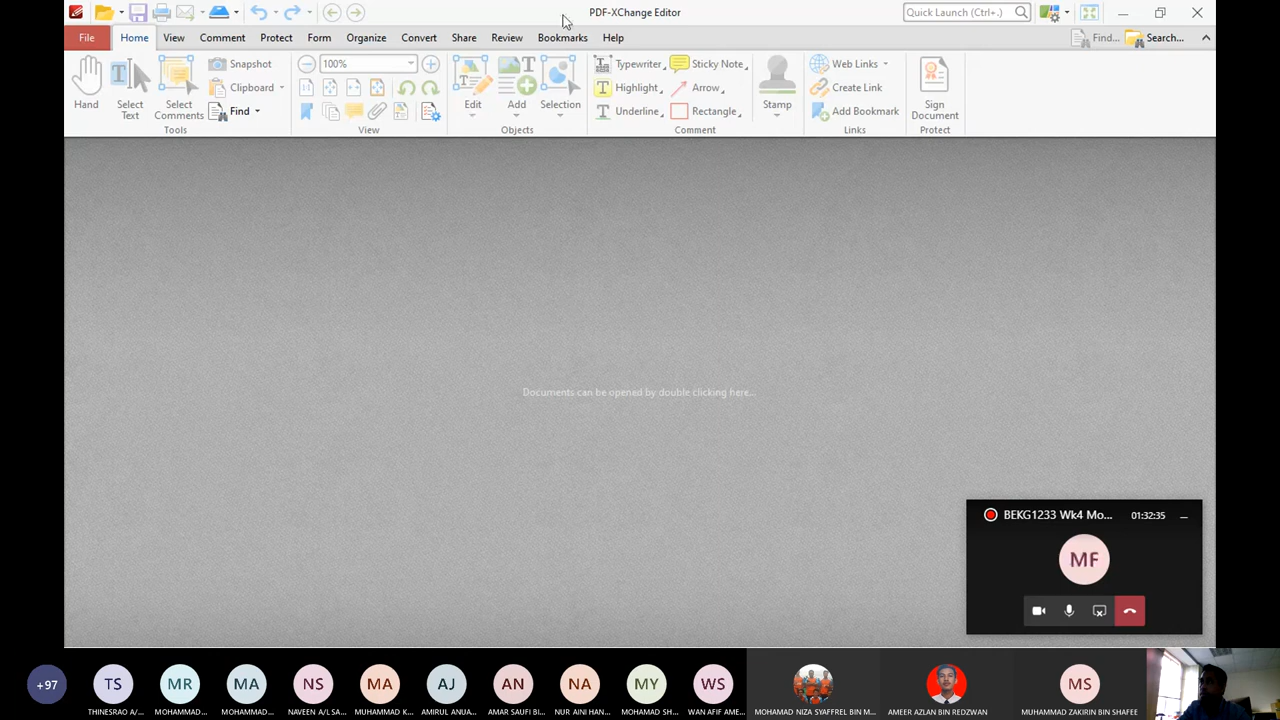 PDF-XChange Editor
Quick Launch (Ctrl+.)
File
Home
View
Comment
Protect
Form
Organize
Convert
Share
Review
Bookmarks
Help
Find...
Search...
Hand
Select
Text
Select
Comments
Snapshot
Clipboard
Find
Tools
100%
View
Edit
Add
Selection
Objects
Typewriter
Highlight
Underline
Sticky Note
Arrow
Rectangle
Stamp
Comment
Web Links
Create Link
Add Bookmark
Links
Sign
Document
Protect
Documents can be opened by double clicking here...
BEKG1233 Wk4 Mo...
01:32:35
MF
+97
TS
MR
MA
NS
MA
AJ
AN
NA
MY
WS
MS
THINESRAO A/...
MOHAMMAD ...
MOHAMMAD ...
NAVEEN A/L SA...
MUHAMMAD K...
AMIRUL ANUA...
AMAR SAUFI BI...
NUR AINI HAN...
MOHAMAD SH...
WAN AFIF AME...
MOHAMAD NIZA SYAFFREL BIN M...
AMEER AZLAN BIN REDZWAN
MUHAMMAD ZAKIRIN BIN SHAFEE